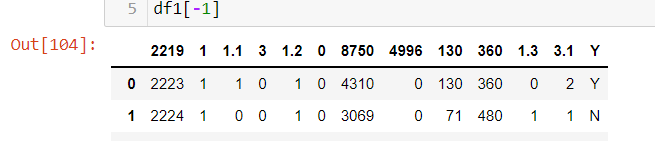 5 df1[-1]
Out[104]:
2219 1 1.1 3 1.2 0 8750 4996 130 360 1.3 3.1 Y
0 2223 1 1 0 1 0 4310 0 130 360 0 2 Y
1 2224 1 0 0 1 0 3069 0 71 480 1 1 N